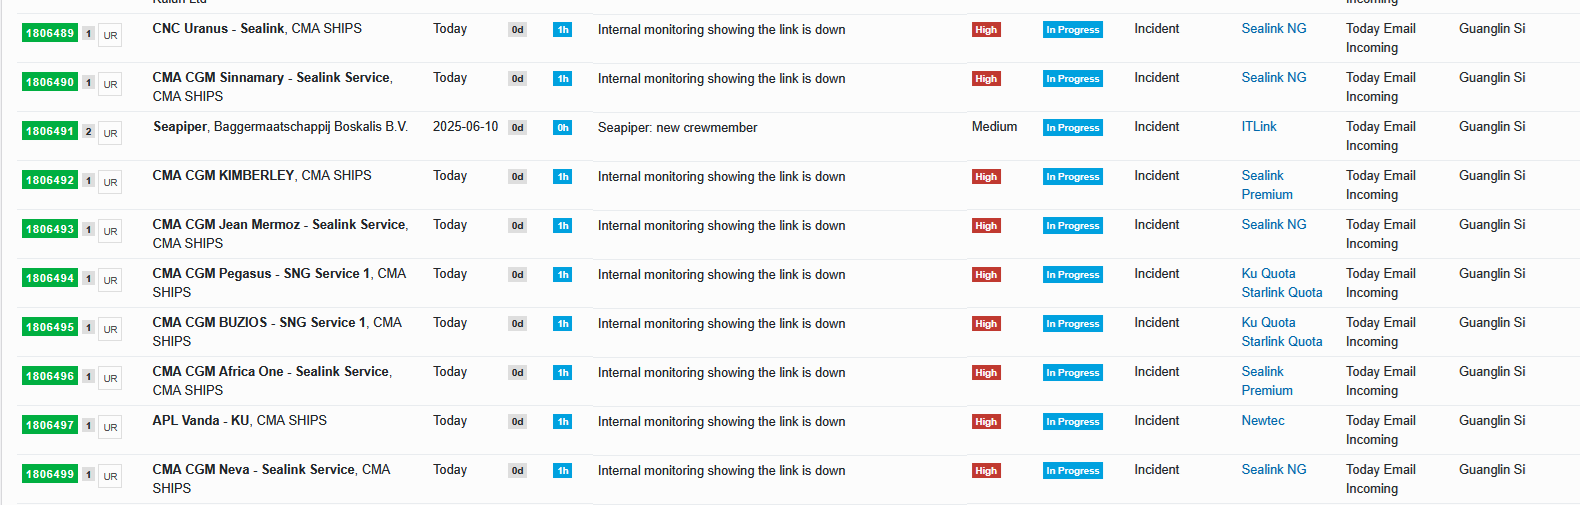 Kalun Ltd Incoming
1806489 1 UR CNC Uranus - Sealink, CMA SHIPS Today 0d 1h Internal monitoring showing the link is down High In Progress Incident Sealink NG Today Email Guanglin Si
Incoming
1806490 1 UR CMA CGM Sinnamary - Sealink Service, Today 0d 1h Internal monitoring showing the link is down High In Progress Incident Sealink NG Today Email Guanglin Si
CMA SHIPS Incoming
1806491 2 UR Seapiper, Baggermaatschappij Boskalis B.V. 2025-06-10 0d 0h Seapiper: new crewmember Medium In Progress Incident ITLink Today Email Guanglin Si
Incoming
1806492 1 UR CMA CGM KIMBERLEY, CMA SHIPS Today 0d 1h Internal monitoring showing the link is down High In Progress Incident Sealink Today Email Guanglin Si
Premium Incoming
1806493 1 UR CMA CGM Jean Mermoz - Sealink Service, Today 0d 1h Internal monitoring showing the link is down High In Progress Incident Sealink NG Today Email Guanglin Si
CMA SHIPS Incoming
1806494 1 UR CMA CGM Pegasus - SNG Service 1, CMA Today 0d 1h Internal monitoring showing the link is down High In Progress Incident Ku Quota Today Email Guanglin Si
SHIPS Starlink Quota Incoming
1806495 1 UR CMA CGM BUZIOS - SNG Service 1, CMA Today 0d 1h Internal monitoring showing the link is down High In Progress Incident Ku Quota Today Email Guanglin Si
SHIPS Starlink Quota Incoming
1806496 1 UR CMA CGM Africa One - Sealink Service, Today 0d 1h Internal monitoring showing the link is down High In Progress Incident Sealink Today Email Guanglin Si
CMA SHIPS Premium Incoming
1806497 1 UR APL Vanda - KU, CMA SHIPS Today 0d 1h Internal monitoring showing the link is down High In Progress Incident Newtec Today Email Guanglin Si
Incoming
1806499 1 UR CMA CGM Neva - Sealink Service, CMA Today 0d 1h Internal monitoring showing the link is down High In Progress Incident Sealink NG Today Email Guanglin Si
SHIPS Incoming